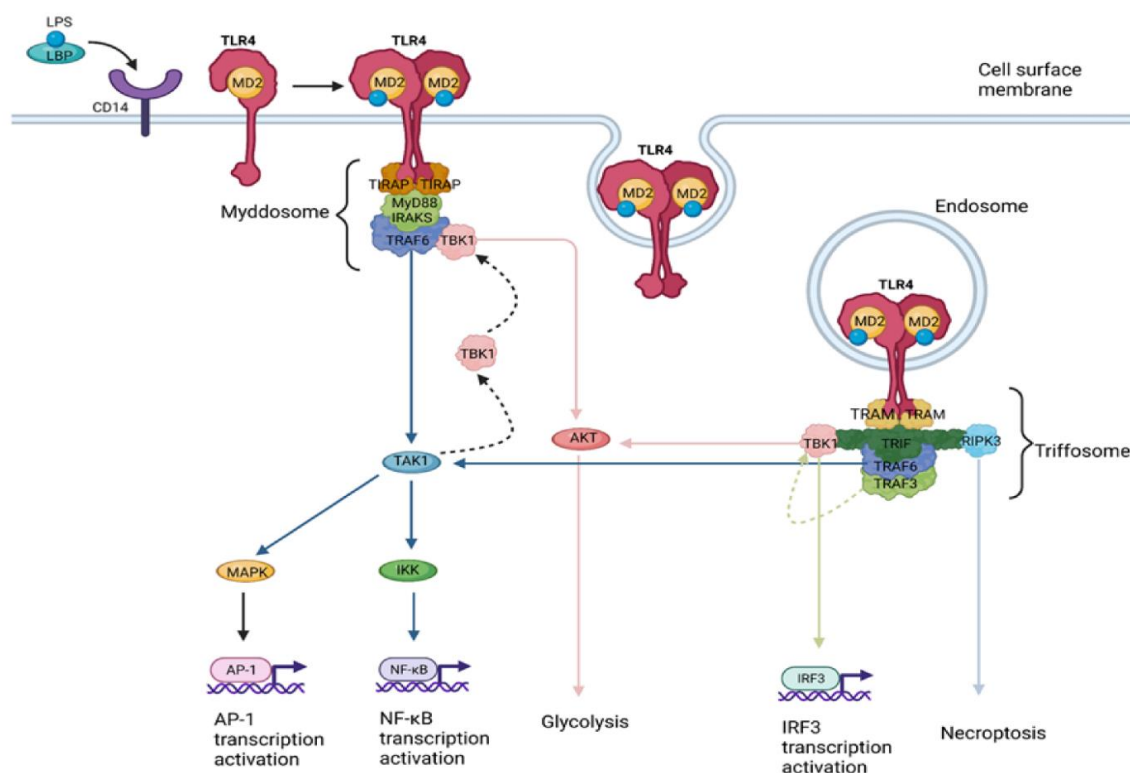 LPS
LBP
CD14
TLR4
MD2
TLR4
MD2
MD2
Cell surface
membrane
TLR4
MD2
MD2
Myddosome
TIRAP
TIRAP
MyD88
IRAKS
TRAF6
TBK1
TBK1
Endosome
TLR4
MD2
MD2
TRAM
TRAM
TBK1
TRIF
RIPK3
TRAF6
TRAF3
Triffosome
AKT
TAK1
MAPK
IKK
AP-1
NF-κB
IRF3
AP-1
transcription
activation
NF-κB
transcription
activation
Glycolysis
IRF3
transcription
activation
Necroptosis